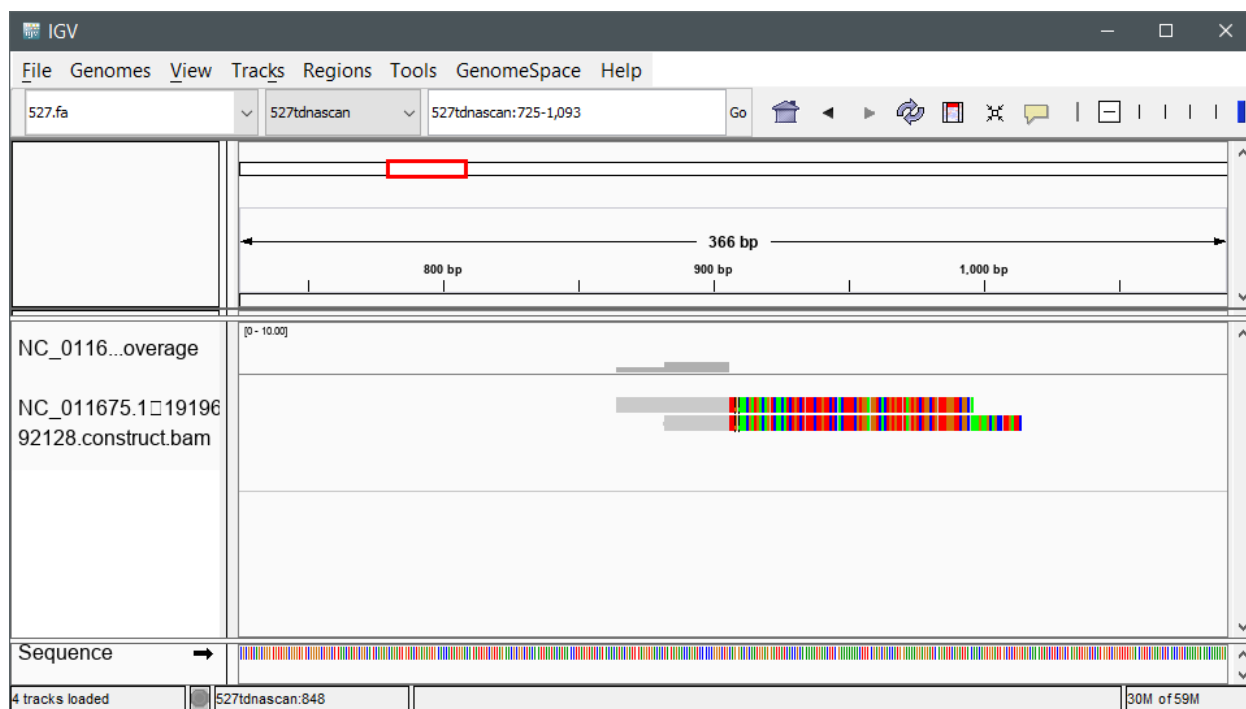 IGV
File Genomes View Tracks Regions Tools GenomeSpace Help
527.fa 527tdnascan 527tdnascan:725-1,093 Go
366 bp
800 bp 900 bp 1,000 bp
[0 - 10.00]
NC_0116...overage
NC_011675.1□19196
92128.construct.bam
Sequence
4 tracks loaded 527tdnascan:848 30M of 59M